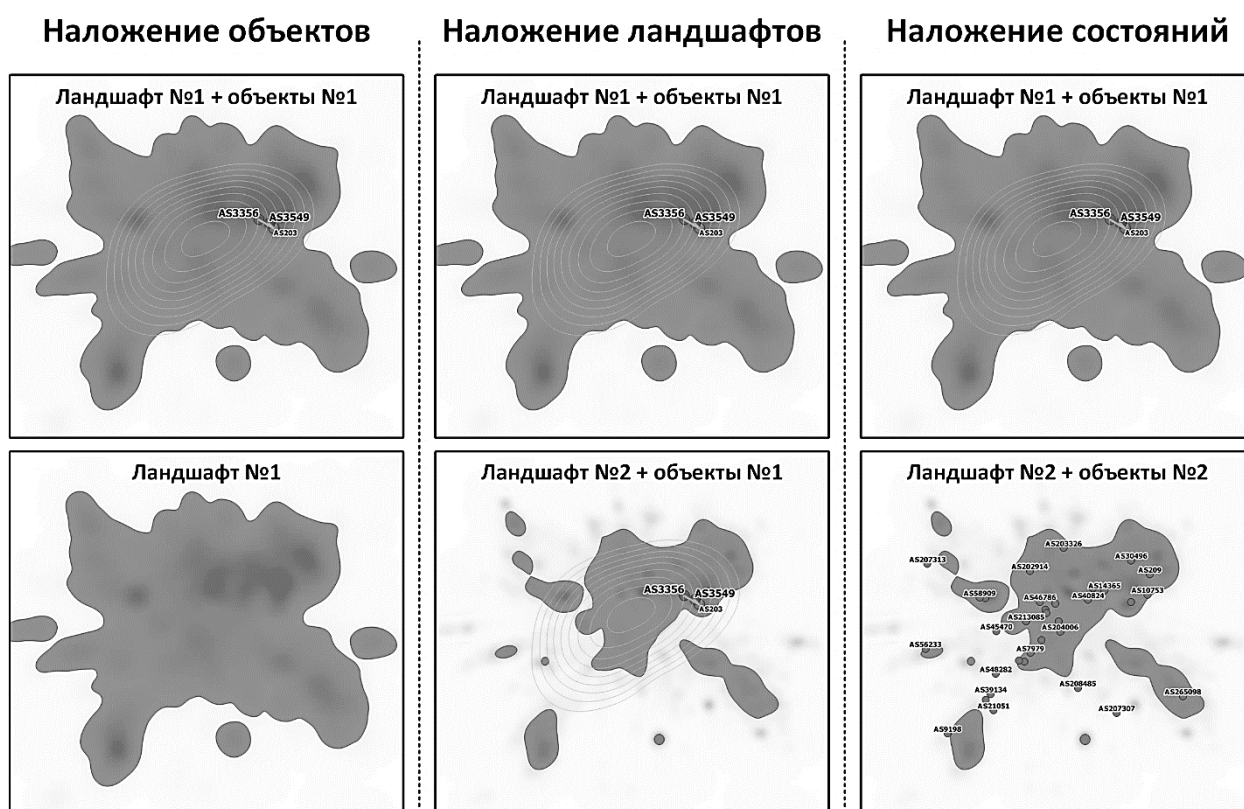 Наложение объектов
Наложение ландшафтов
Наложение состояний
Ландшафт №1 + объекты №1
AS3356
AS3549
AS203
Ландшафт №1 + объекты №1
AS3356
AS3549
AS203
Ландшафт №1 + объекты №1
AS3356
AS3549
AS203
Ландшафт №1
Ландшафт №2 + объекты №1
AS3356
AS3549
AS203
Ландшафт №2 + объекты №2
AS203326
AS207313
AS30496
AS202914
AS209
AS14365
AS58909
AS40824
AS10753
AS46786
AS213085
AS45470
AS204006
AS56233
AS7979
AS48282
AS208485
AS39134
AS265098
AS21051
AS207307
AS9198